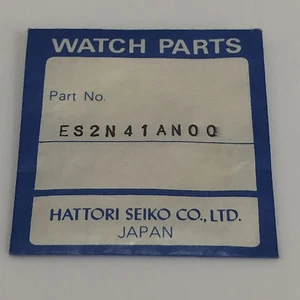 WATCH PARTS
Part No.
ES2N41AN00
HATTORI SEIKO CO., LTD.
JAPAN